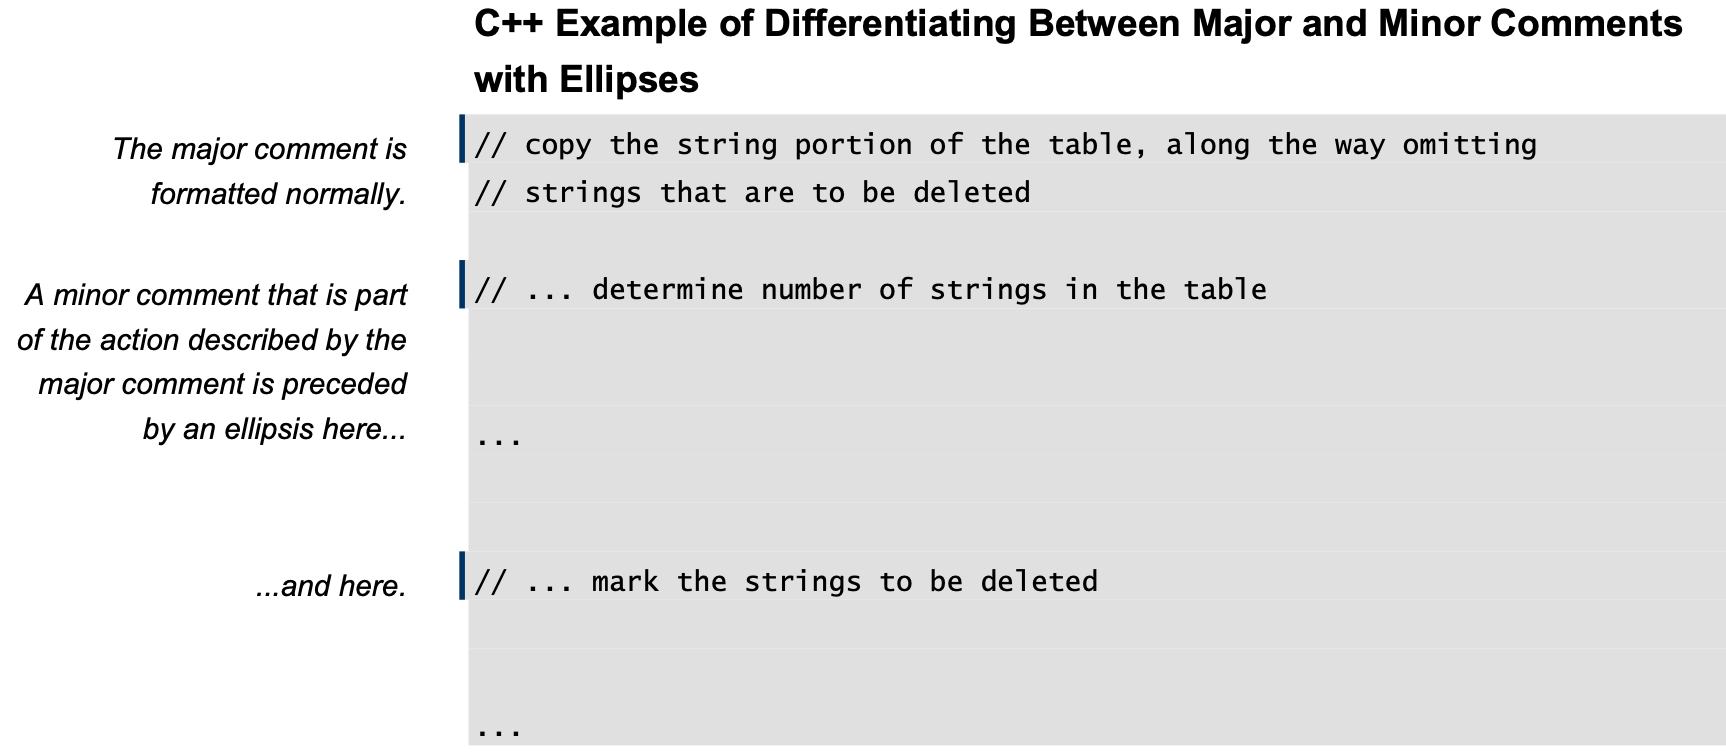 C++ Example of Differentiating Between Major and Minor Comments
with Ellipses
The major comment is
formatted normally.
// copy the string portion of the table, along the way omitting
// strings that are to be deleted
A minor comment that is part
of the action described by the
major comment is preceded
by an ellipsis here...
// ... determine number of strings in the table
...
...and here.
// ... mark the strings to be deleted
...